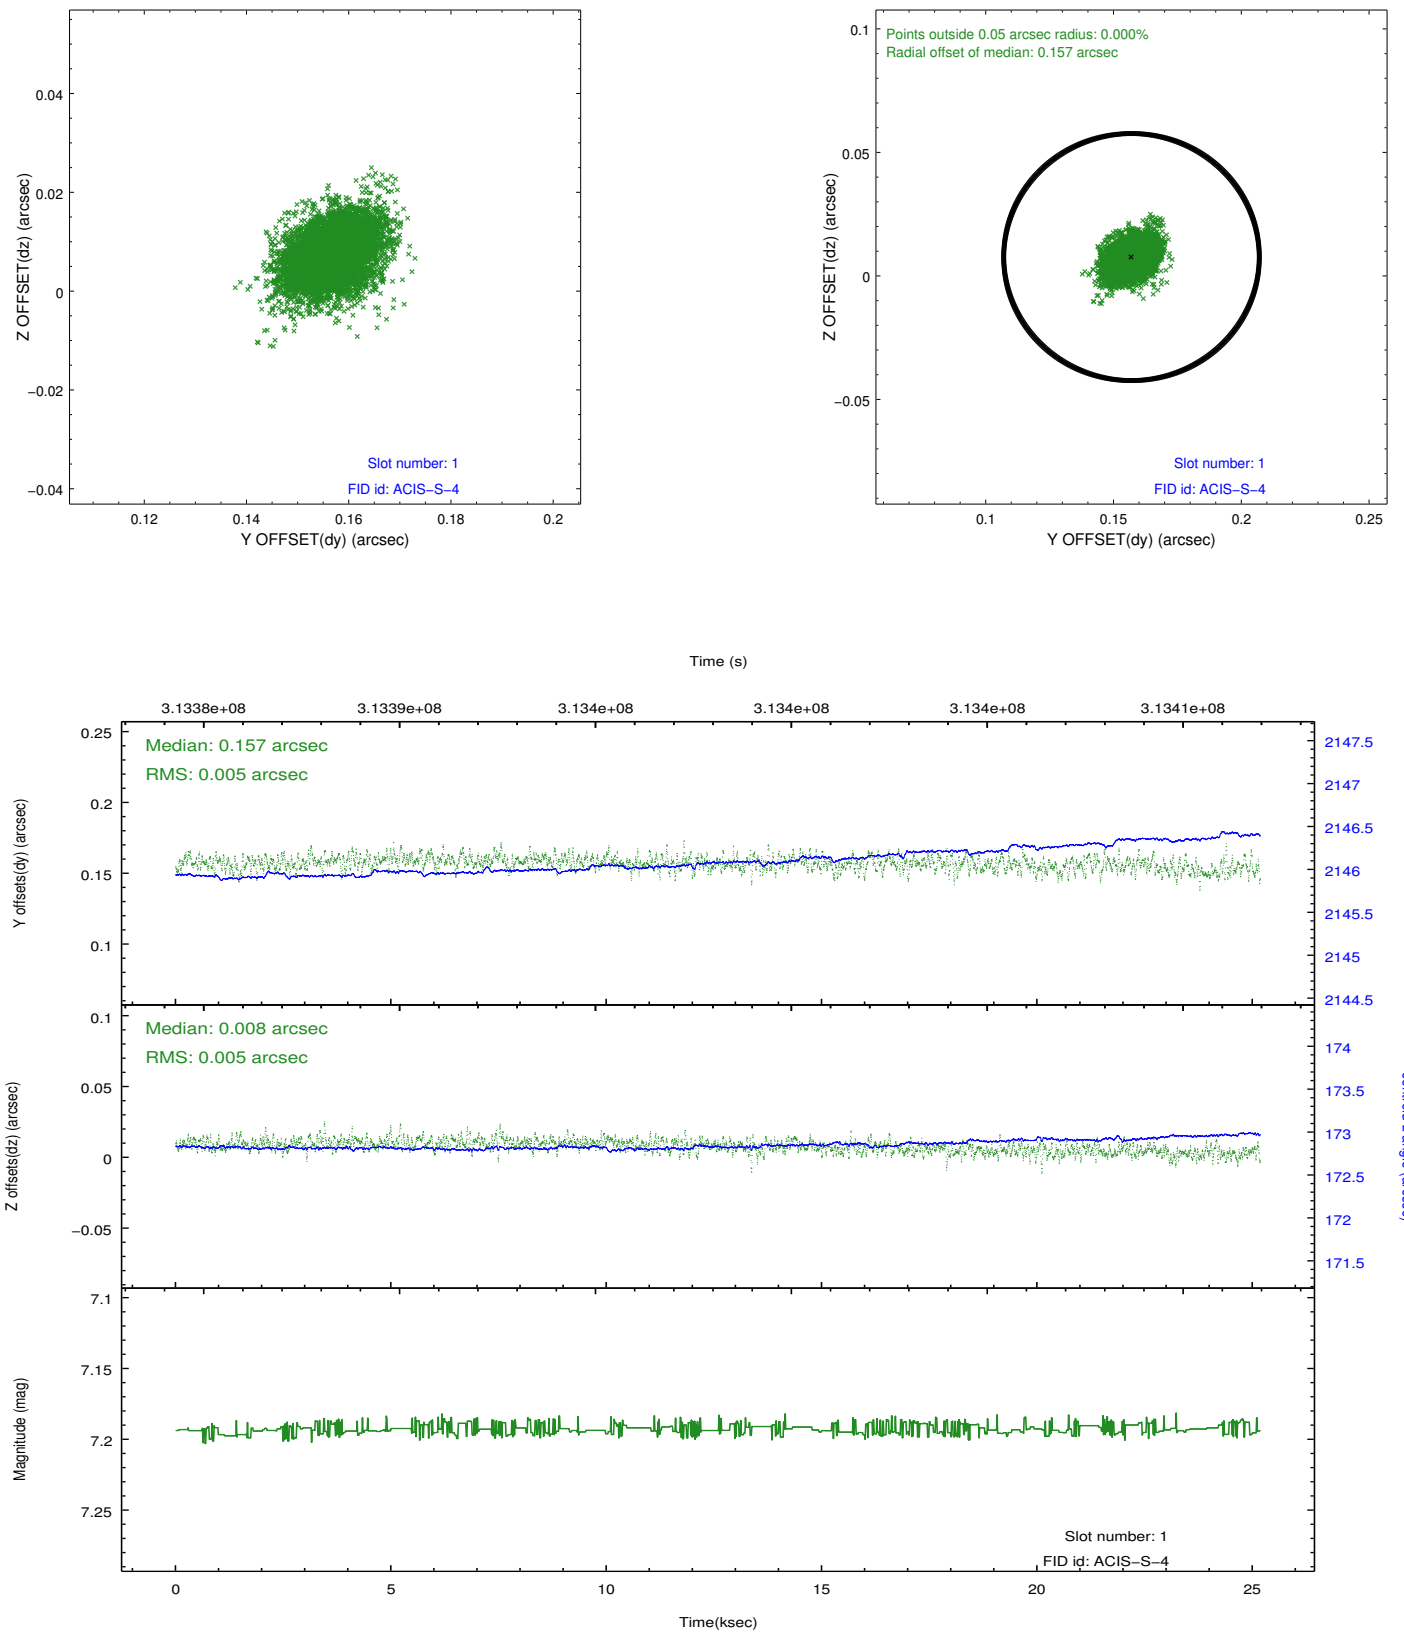 0.04
0.02
0
−0.02
−0.04
Z OFFSET(dz) (arcsec)
Slot number: 1
FID id: ACIS−S−4
0.12
0.14
0.16
0.18
0.2
Y OFFSET(dy) (arcsec)
Points outside 0.05 arcsec radius: 0.000%
Radial offset of median: 0.157 arcsec
0.1
0.05
0
−0.05
Z OFFSET(dz) (arcsec)
Slot number: 1
FID id: ACIS−S−4
0.1
0.15
0.2
0.25
Y OFFSET(dy) (arcsec)
Time (s)
3.1338e+08
3.1339e+08
3.134e+08
3.134e+08
3.134e+08
3.1341e+08
Median: 0.157 arcsec
RMS: 0.005 arcsec
0.25
0.2
0.15
0.1
Y offsets(dy) (arcsec)
2147.5
2147
2146.5
2146
2145.5
2145
2144.5
Median: 0.008 arcsec
RMS: 0.005 arcsec
0.1
0.05
0
−0.05
Z offsets(dz) (arcsec)
174
173.5
173
172.5
172
171.5
7.1
7.15
7.2
7.25
Magnitude (mag)
Slot number: 1
FID id: ACIS−S−4
0
5
10
15
20
25
Time(ksec)